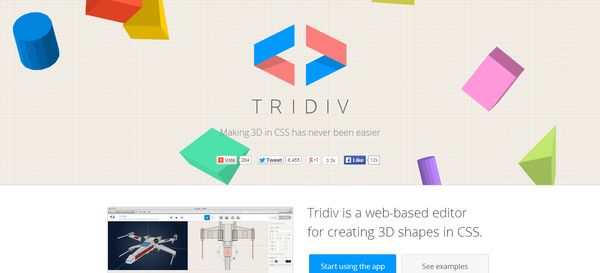 TRIDIV
Making 3D in CSS has never been easier
Vote 264 Tweet 6,455 +1 3.2k Like 12k
Tridiv is a web-based editor
for creating 3D shapes in CSS.
Start using the app See examples